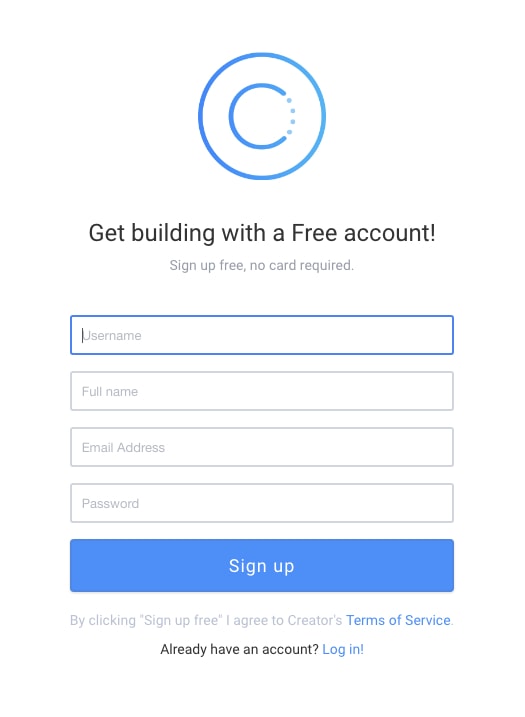 Get building with a Free account!
Sign up free, no card required.
Username
Full name
Email Address
Password
Sign up
By clicking "Sign up free" I agree to Creator's Terms of Service.
Already have an account? Log in!